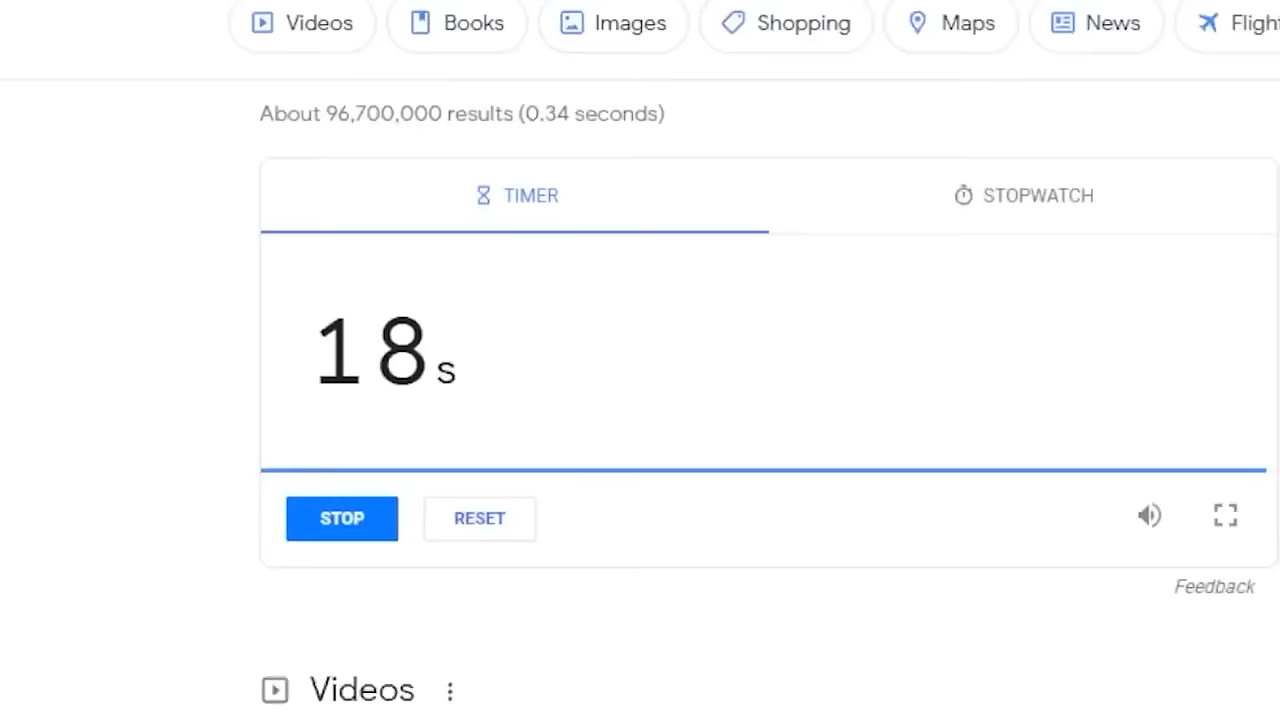 Videos Books Images Shopping Maps News Flight
About 96,700,000 results (0.34 seconds)
TIMER STOPWATCH
18s
STOP RESET
Feedback
Videos